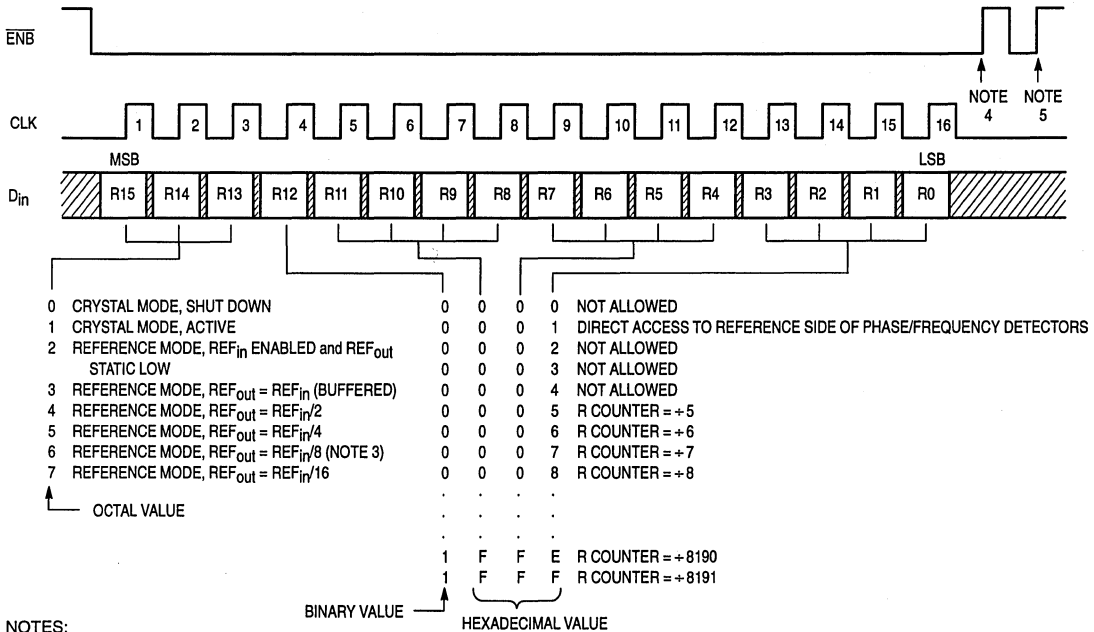 ENB
NOTE 4
NOTE 5
CLK
1 2 3 4 5 6 7 8 9 10 11 12 13 14 15 16
MSB LSB
Din
R15 R14 R13 R12 R11 R10 R9 R8 R7 R6 R5 R4 R3 R2 R1 R0
0 CRYSTAL MODE, SHUT DOWN
1 CRYSTAL MODE, ACTIVE
2 REFERENCE MODE, REFin ENABLED and REFout
STATIC LOW
3 REFERENCE MODE, REFout = REFin (BUFFERED)
4 REFERENCE MODE, REFout = REFin/2
5 REFERENCE MODE, REFout = REFin/4
6 REFERENCE MODE, REFout = REFin/8 (NOTE 3)
7 REFERENCE MODE, REFout = REFin/16
OCTAL VALUE
0 0 0 0 NOT ALLOWED
0 0 0 1 DIRECT ACCESS TO REFERENCE SIDE OF PHASE/FREQUENCY DETECTORS
0 0 0 2 NOT ALLOWED
0 0 0 3 NOT ALLOWED
0 0 0 4 NOT ALLOWED
0 0 0 5 R COUNTER = ÷5
0 0 0 6 R COUNTER = ÷6
0 0 0 7 R COUNTER = ÷7
0 0 0 8 R COUNTER = ÷8
. . . .
. . . .
. . . .
1 F F E R COUNTER = ÷8190
1 F F F R COUNTER = ÷8191
BINARY VALUE
HEXADECIMAL VALUE
NOTES: